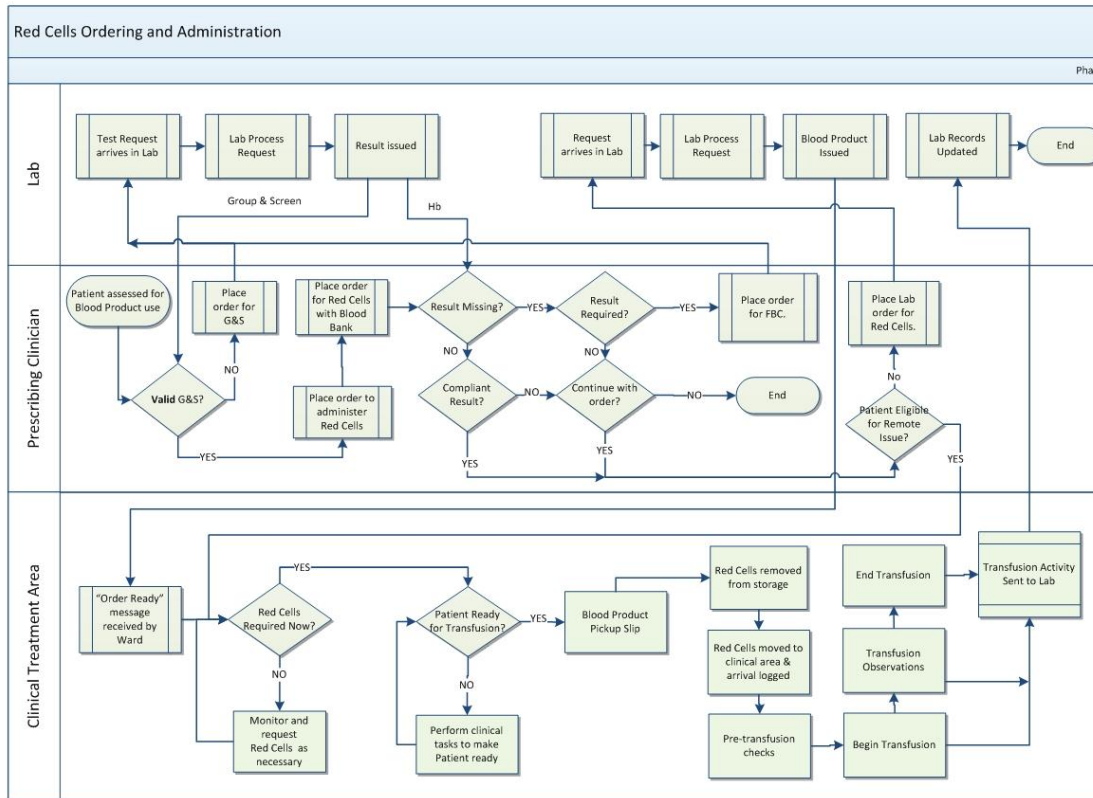 Red Cells Ordering and Administration
Pha
Lab
Test Request
arrives in Lab
Lab Process
Request
Result issued
Request
arrives in Lab
Lab Process
Request
Blood Product
Issued
Lab Records
Updated
End
Group & Screen
Hb
Prescribing Clinician
Patient assessed for
Blood Product use
Place
order for
G&S
Place order
for Red Cells
with Blood
Bank
Result Missing?
YES
Result
Required?
YES
Place order
for FBC.
Place Lab
order for
Red Cells.
NO
NO
NO
No
Valid G&S?
Place order to
administer
Red Cells
Compliant
Result?
NO
Continue with
order?
NO
End
Patient Eligible
for Remote
Issue?
YES
YES
YES
YES
Clinical Treatment Area
"Order Ready"
message
received by
Ward
Red Cells
Required Now?
YES
Patient Ready
for Transfusion?
YES
Blood Product
Pickup Slip
Red Cells removed
from storage
End Transfusion
Transfusion Activity
Sent to Lab
Red Cells moved to
clinical area &
arrival logged
Transfusion
Observations
NO
NO
Monitor and
request
Red Cells as
necessary
Perform clinical
tasks to make
Patient ready
Pre-transfusion
checks
Begin Transfusion